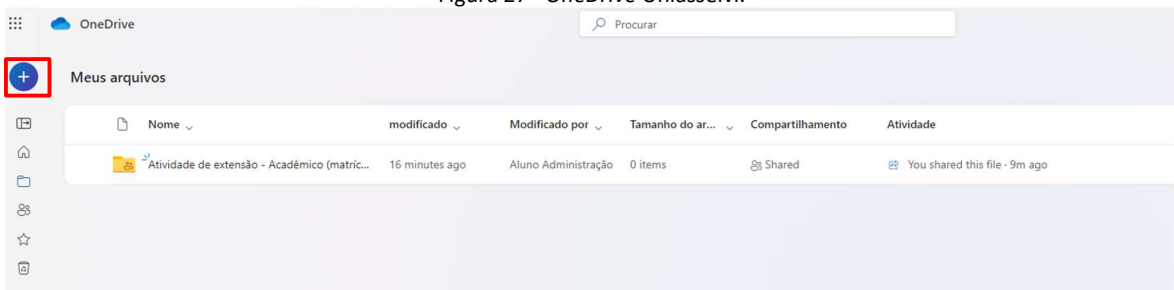 Figura 27 - OneDrive Uniasselvi.
OneDrive
Procurar
Meus arquivos
Nome modificado Modificado por Tamanho do ar... Compartilhamento Atividade
Atividade de extensão - Acadêmico (matríc... 16 minutes ago Aluno Administração 0 items Shared You shared this file · 9m ago